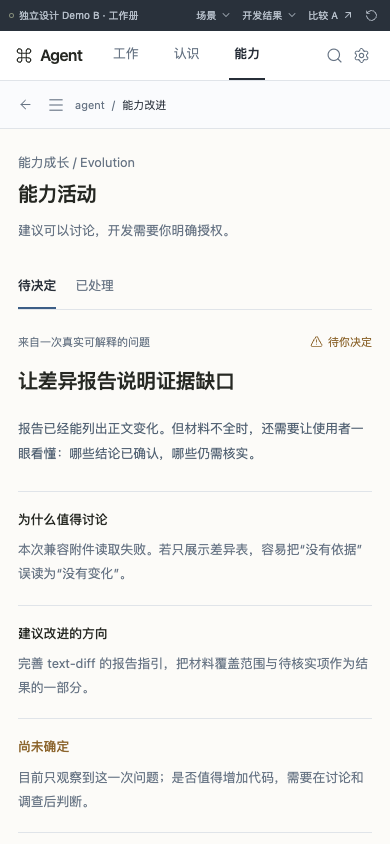 独立设计 Demo B · 工作册 场景 开发结果 比较 A
Agent 工作 认识 能力
agent / 能力改进
能力成长 / Evolution
能力活动
建议可以讨论，开发需要你明确授权。
待决定 已处理
来自一次真实可解释的问题 待你决定
让差异报告说明证据缺口
报告已经能列出正文变化。但材料不全时，还需要让使用者一
眼看懂：哪些结论已确认，哪些仍需核实。
为什么值得讨论
本次兼容附件读取失败。若只展示差异表，容易把“没有依据”
误读为“没有变化”。
建议改进的方向
完善 text-diff 的报告指引，把材料覆盖范围与待核实项作为结
果的一部分。
尚未确定
目前只观察到这一次问题；是否值得增加代码，需要在讨论和
调查后判断。